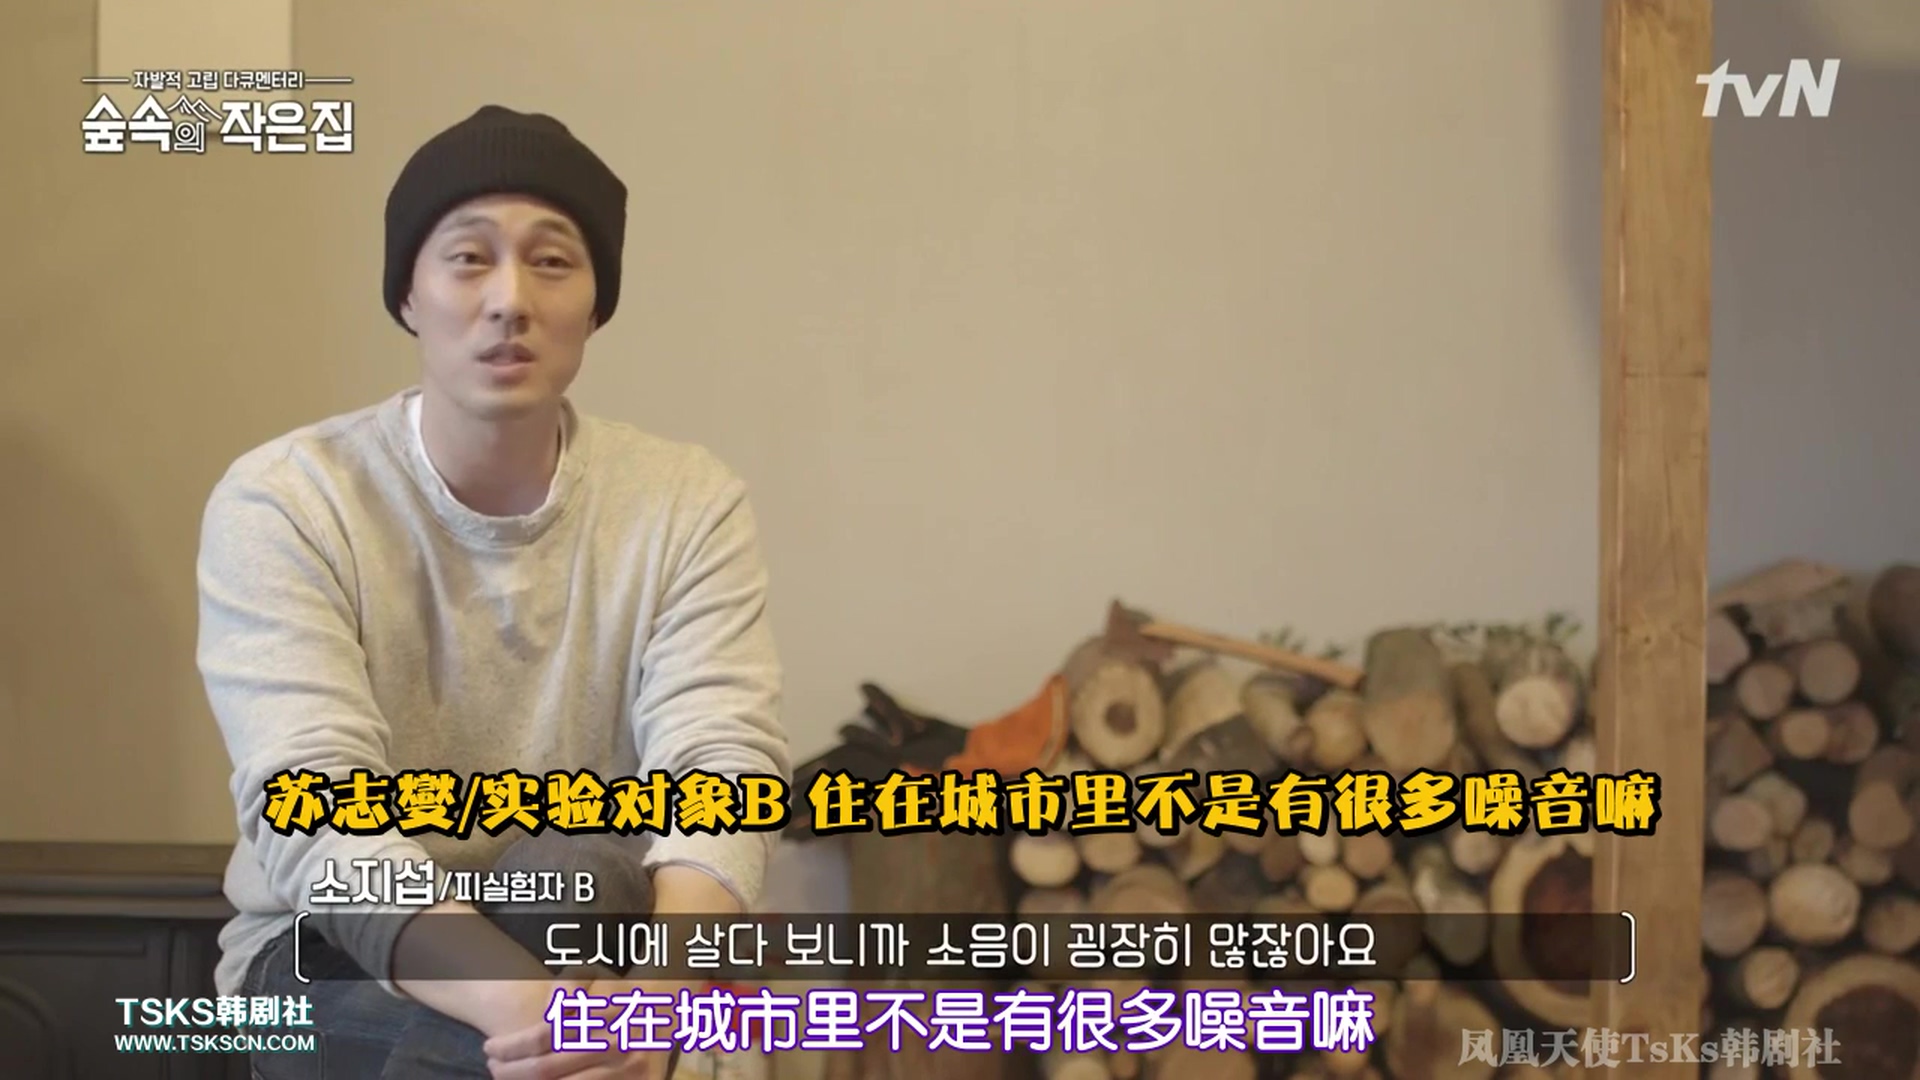 자발적 고립 다큐멘터리
숲속의 작은 집
tvN
苏志燮/实验对象B 住在城市里不是有很多噪音嘛
소지섭/피실험자 B
도시에 살다 보니까 소음이 굉장히 많잖아요
住在城市里不是有很多噪音嘛
TSKS韩剧社
WWW.TSKSCN.COM
凤凰天使TsKs韩剧社